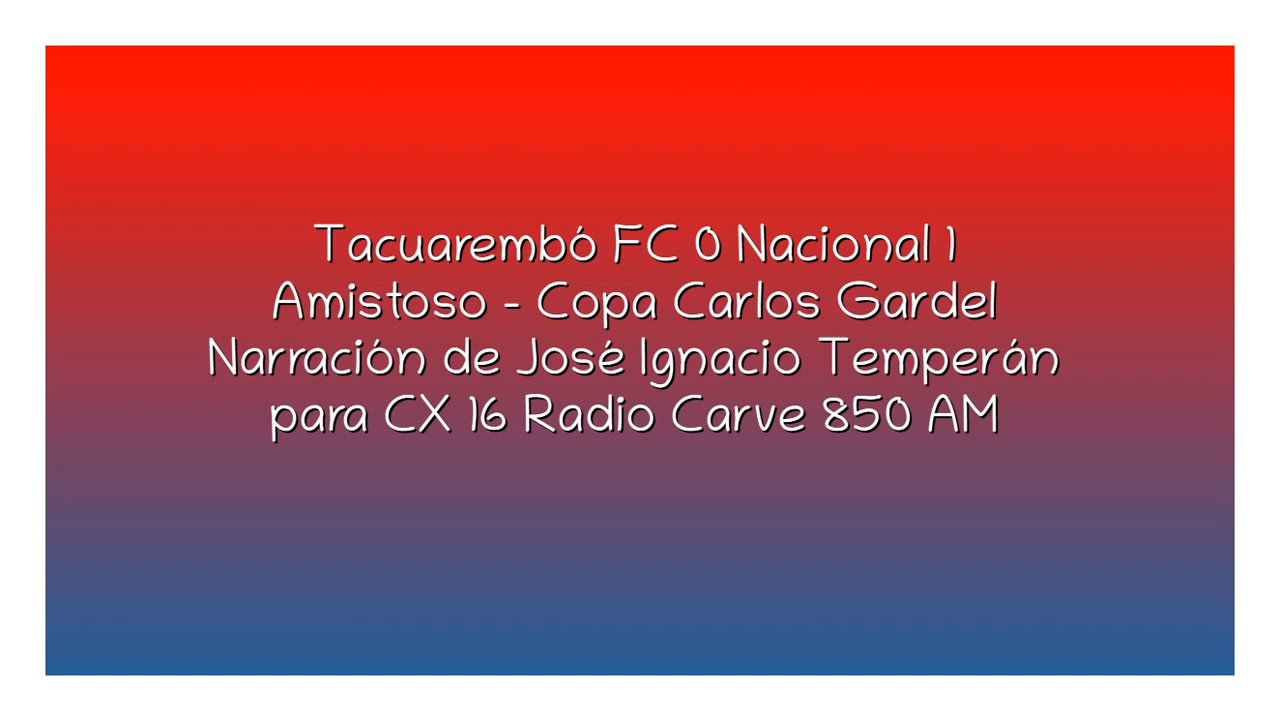 Tacuarembó FC 0 Nacional 1
Amistoso - Copa Carlos Gardel
Narración de José Ignacio Temperán
para CX 16 Radio Carve 850 AM